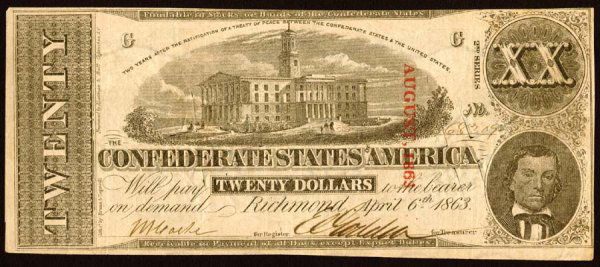 Fundable in Stocks or Bonds of the Confederate States
TWENTY
G
G
TWO YEARS AFTER THE RATIFICATION OF A TREATY OF PEACE BETWEEN THE CONFEDERATE STATES & THE UNITED STATES.
2ND SERIES
XX
AUGUST, 1863
No.
THE
CONFEDERATE STATES AMERICA.
Will pay TWENTY DOLLARS to the bearer
on demand Richmond April 6th 1863.
for Register.
for Treasurer
Receivable in Payment of all Dues, except Export Duties.